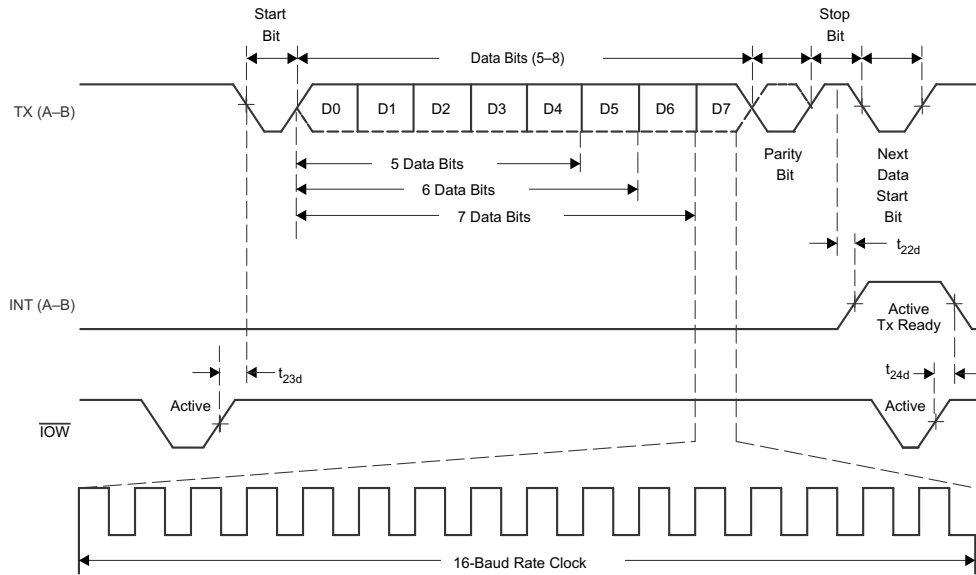 Start
Bit
Stop
Bit
Data Bits (5–8)
TX (A–B)
D0 D1 D2 D3 D4 D5 D6 D7
5 Data Bits
6 Data Bits
7 Data Bits
Parity
Bit
Next
Data
Start
Bit
t22d
INT (A–B)
Active
Tx Ready
t23d
t24d
Active
Active
IOW
16-Baud Rate Clock